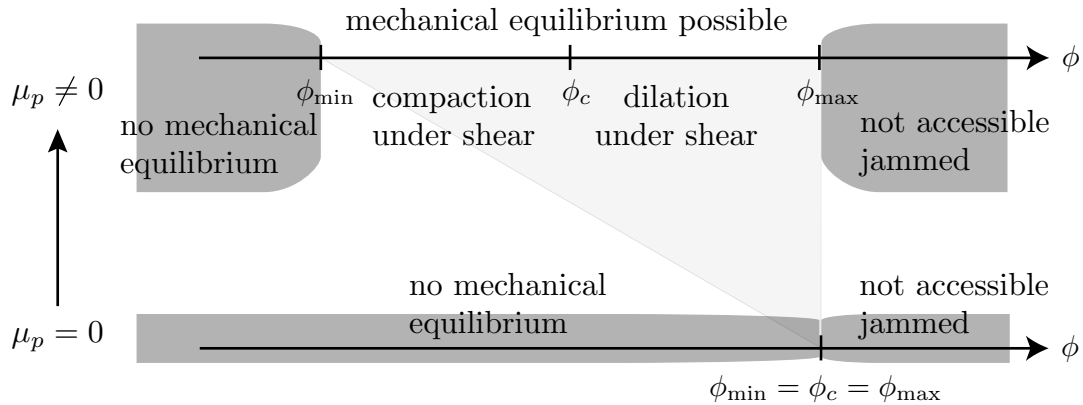 mechanical equilibrium possible
ϕ
μ_p ≠ 0
ϕ_min
compaction
under shear
ϕ_c
dilation
under shear
ϕ_max
no mechanical
equilibrium
not accessible
jammed
no mechanical
equilibrium
not accessible
jammed
μ_p = 0
ϕ
ϕ_min = ϕ_c = ϕ_max